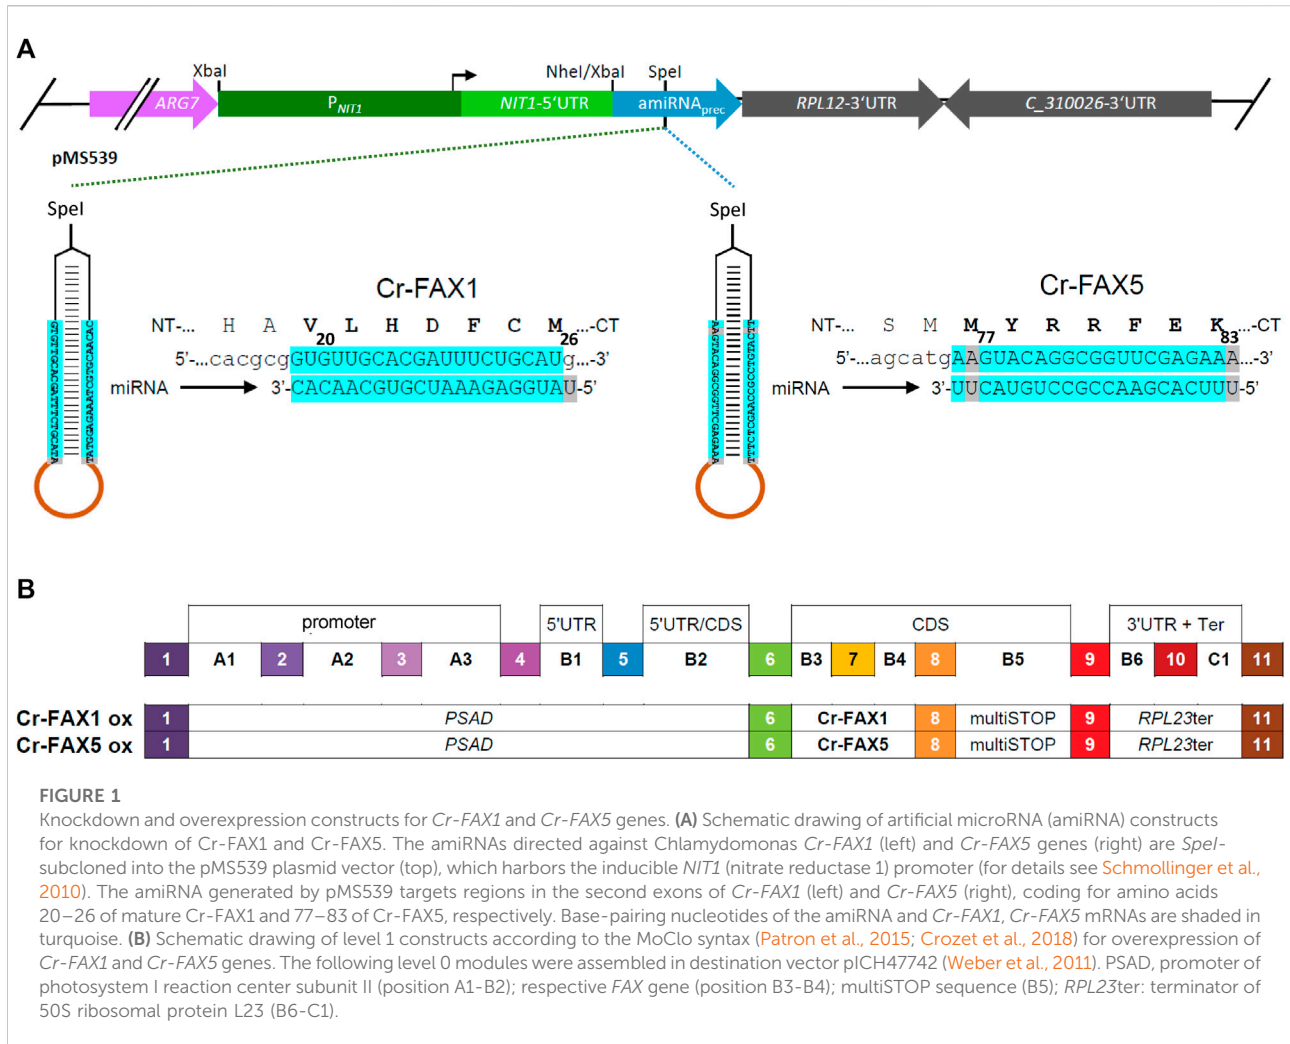 A
XbaI
NheI/XbaI
SpeI
ARG7
PNIT1
NIT1-5'UTR
amiRNAprec
RPL12-3'UTR
C_310026-3'UTR
pMS539
SpeI
SpeI
Cr-FAX1
Cr-FAX5
NT-... H A V L H D F C M ...-CT
20 26
5'-...cacgcgGUGUUGCACGAUUUCUGCAUg...-3'
miRNA 3'-CACAACGUGCUAAAGAGGUAU-5'
NT-... S M M Y R R F E K ...-CT
77 83
5'-...agcatgAAGUACAGGCGGUUCGAGAAA...-3'
miRNA 3'-UUCAUGUCCGCCAAGCACUUU-5'
B
promoter 5'UTR 5'UTR/CDS CDS 3'UTR + Ter
1 A1 2 A2 3 A3 4 B1 5 B2 6 B3 7 B4 8 B5 9 B6 10 C1 11
Cr-FAX1 ox 1 PSAD 6 Cr-FAX1 8 multiSTOP 9 RPL23ter 11
Cr-FAX5 ox 1 PSAD 6 Cr-FAX5 8 multiSTOP 9 RPL23ter 11
FIGURE 1
Knockdown and overexpression constructs for Cr-FAX1 and Cr-FAX5 genes. (A) Schematic drawing of artificial microRNA (amiRNA) constructs
for knockdown of Cr-FAX1 and Cr-FAX5. The amiRNAs directed against Chlamydomonas Cr-FAX1 (left) and Cr-FAX5 genes (right) are SpeI-
subcloned into the pMS539 plasmid vector (top), which harbors the inducible NIT1 (nitrate reductase 1) promoter (for details see Schmollinger et al.,
2010). The amiRNA generated by pMS539 targets regions in the second exons of Cr-FAX1 (left) and Cr-FAX5 (right), coding for amino acids
20–26 of mature Cr-FAX1 and 77–83 of Cr-FAX5, respectively. Base-pairing nucleotides of the amiRNA and Cr-FAX1, Cr-FAX5 mRNAs are shaded in
turquoise. (B) Schematic drawing of level 1 constructs according to the MoClo syntax (Patron et al., 2015; Crozet et al., 2018) for overexpression of
Cr-FAX1 and Cr-FAX5 genes. The following level 0 modules were assembled in destination vector pICH47742 (Weber et al., 2011). PSAD, promoter of
photosystem I reaction center subunit II (position A1-B2); respective FAX gene (position B3-B4); multiSTOP sequence (B5); RPL23ter: terminator of
50S ribosomal protein L23 (B6-C1).